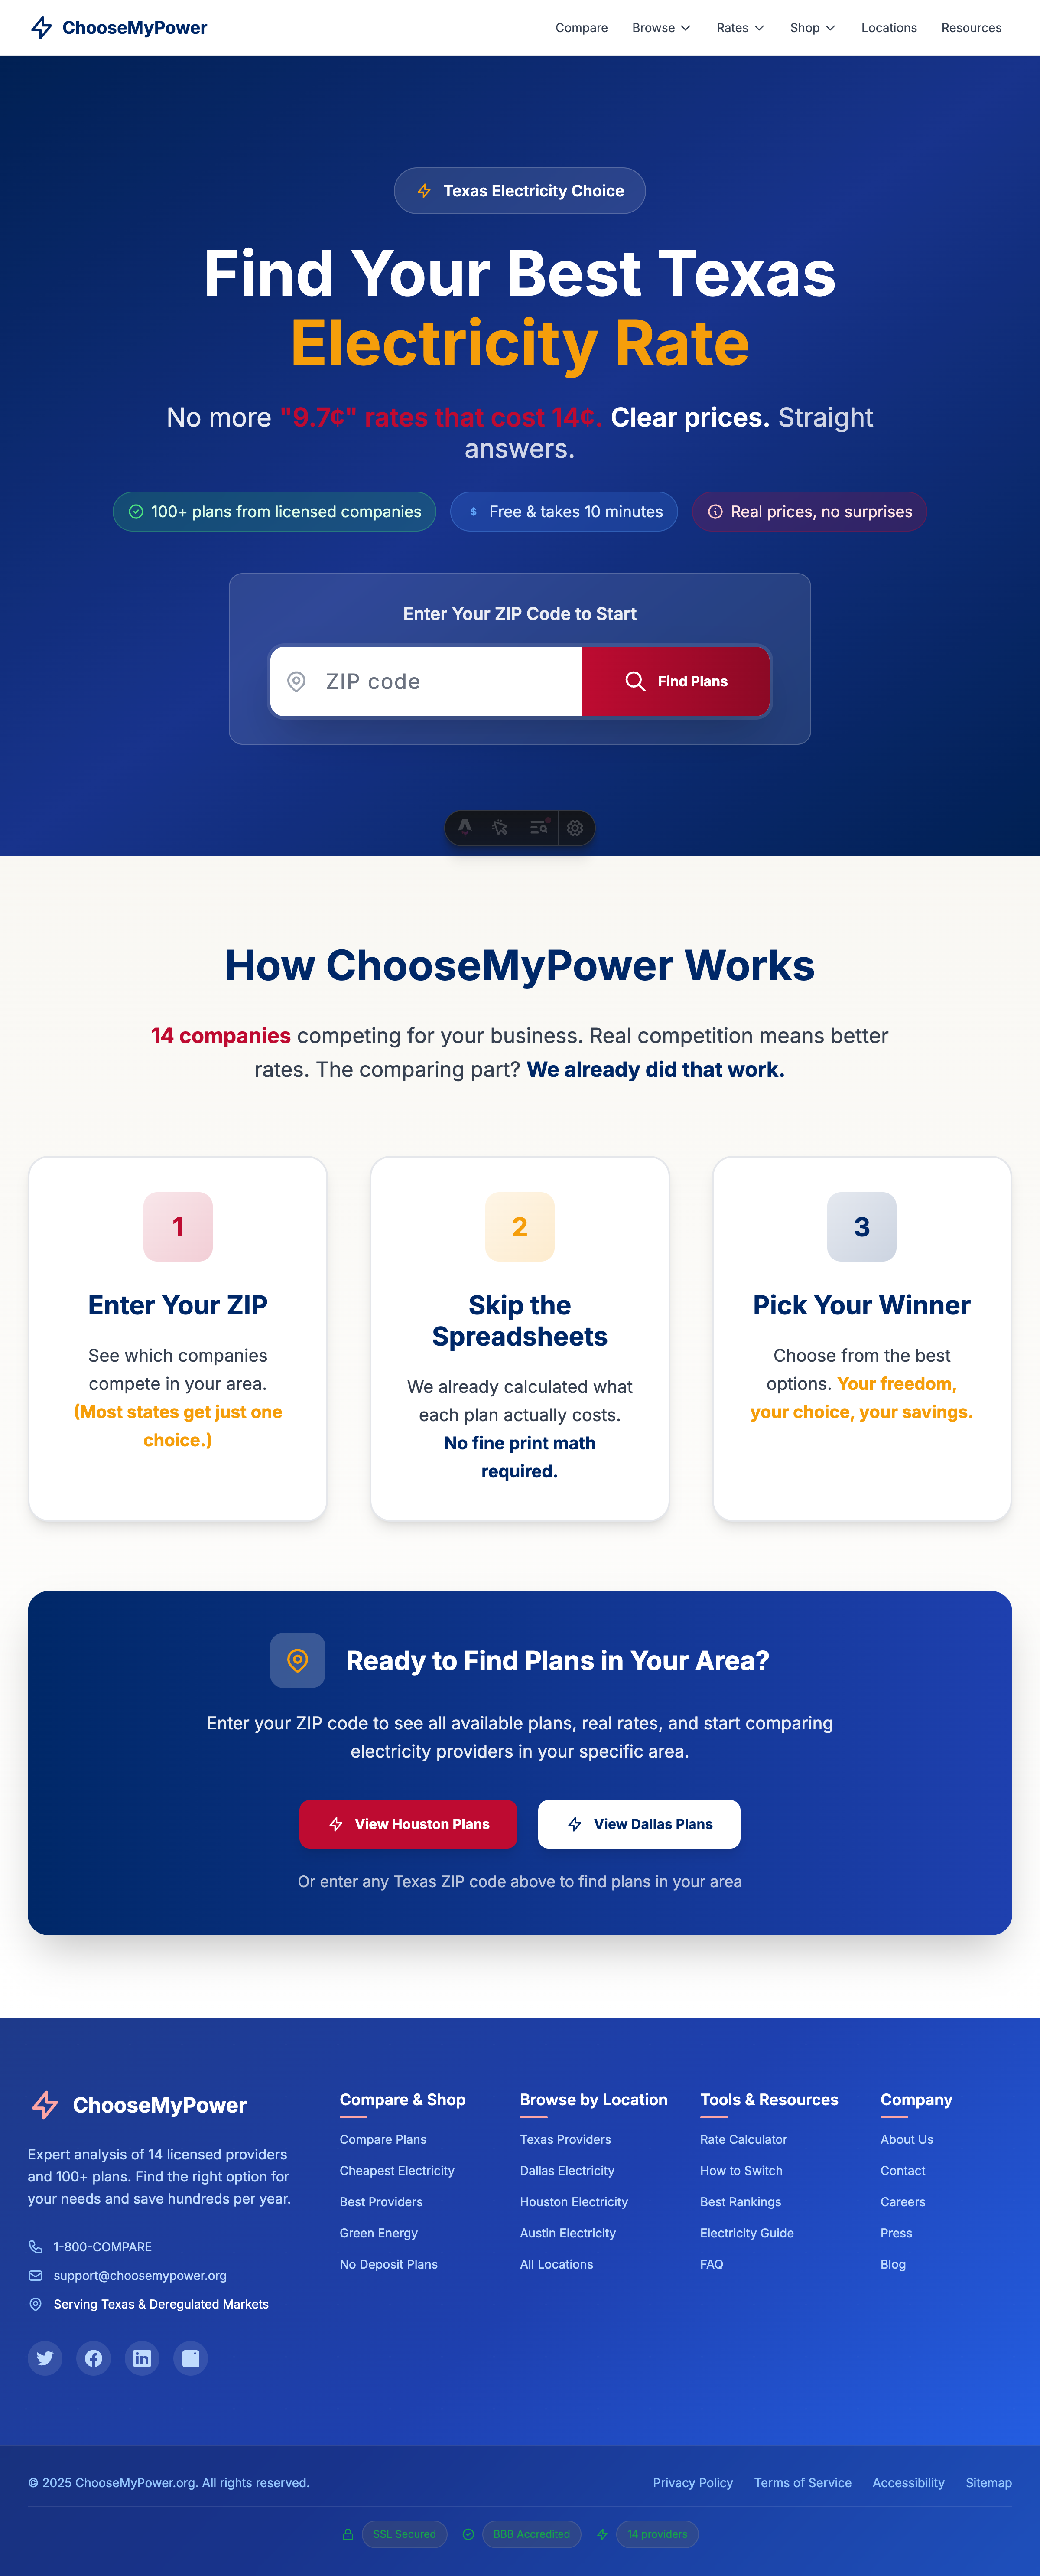 ChooseMyPower
Compare
Browse
Rates
Shop
Locations
Resources
Texas Electricity Choice
Find Your Best Texas
Electricity Rate
No more "9.7¢" rates that cost 14¢. Clear prices. Straight
answers.
100+ plans from licensed companies
$ Free & takes 10 minutes
Real prices, no surprises
Enter Your ZIP Code to Start
ZIP code
Find Plans
How ChooseMyPower Works
14 companies competing for your business. Real competition means better
rates. The comparing part? We already did that work.
1
Enter Your ZIP
See which companies
compete in your area.
(Most states get just one
choice.)
2
Skip the
Spreadsheets
We already calculated what
each plan actually costs.
No fine print math
required.
3
Pick Your Winner
Choose from the best
options. Your freedom,
your choice, your savings.
Ready to Find Plans in Your Area?
Enter your ZIP code to see all available plans, real rates, and start comparing
electricity providers in your specific area.
View Houston Plans
View Dallas Plans
Or enter any Texas ZIP code above to find plans in your area
ChooseMyPower
Expert analysis of 14 licensed providers
and 100+ plans. Find the right option for
your needs and save hundreds per year.
1-800-COMPARE
support@choosemypower.org
Serving Texas & Deregulated Markets
Compare & Shop
Compare Plans
Cheapest Electricity
Best Providers
Green Energy
No Deposit Plans
Browse by Location
Texas Providers
Dallas Electricity
Houston Electricity
Austin Electricity
All Locations
Tools & Resources
Rate Calculator
How to Switch
Best Rankings
Electricity Guide
FAQ
Company
About Us
Contact
Careers
Press
Blog
© 2025 ChooseMyPower.org. All rights reserved.
Privacy Policy
Terms of Service
Accessibility
Sitemap
SSL Secured
BBB Accredited
14 providers